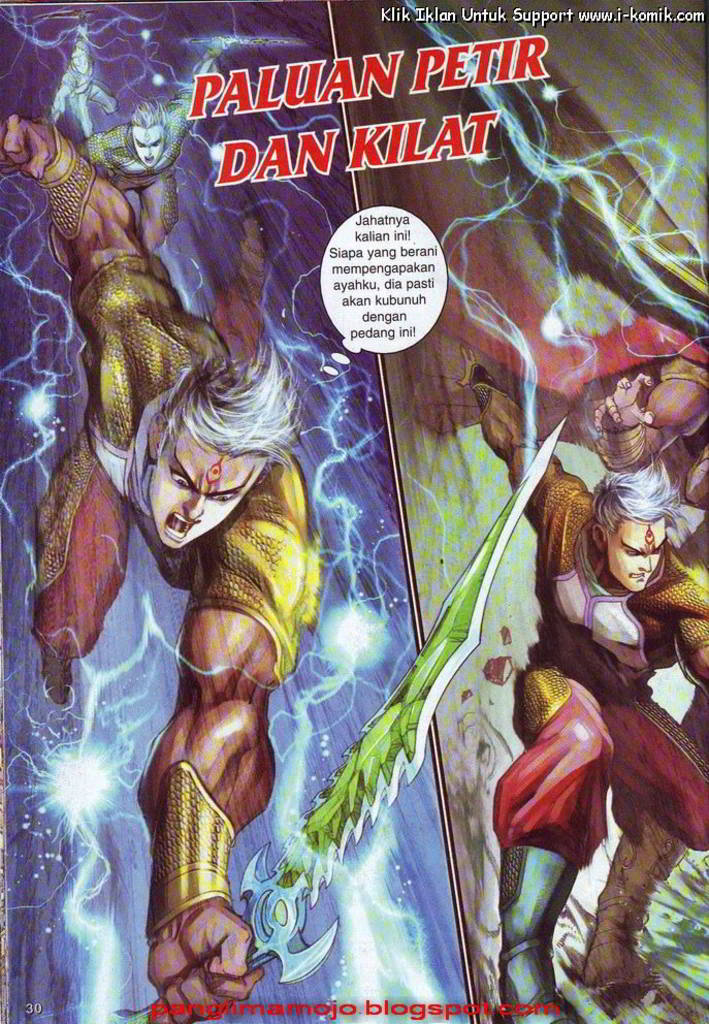 Klik Iklan Untuk Support www.i-komik.com
PALUAN PETIR
DAN KILAT
Jahatnya
kalian ini!
Siapa yang berani
mempengapakan
ayahku, dia pasti
akan kubunuh
dengan
pedang ini!
30
panglimamojo.blogspot.com